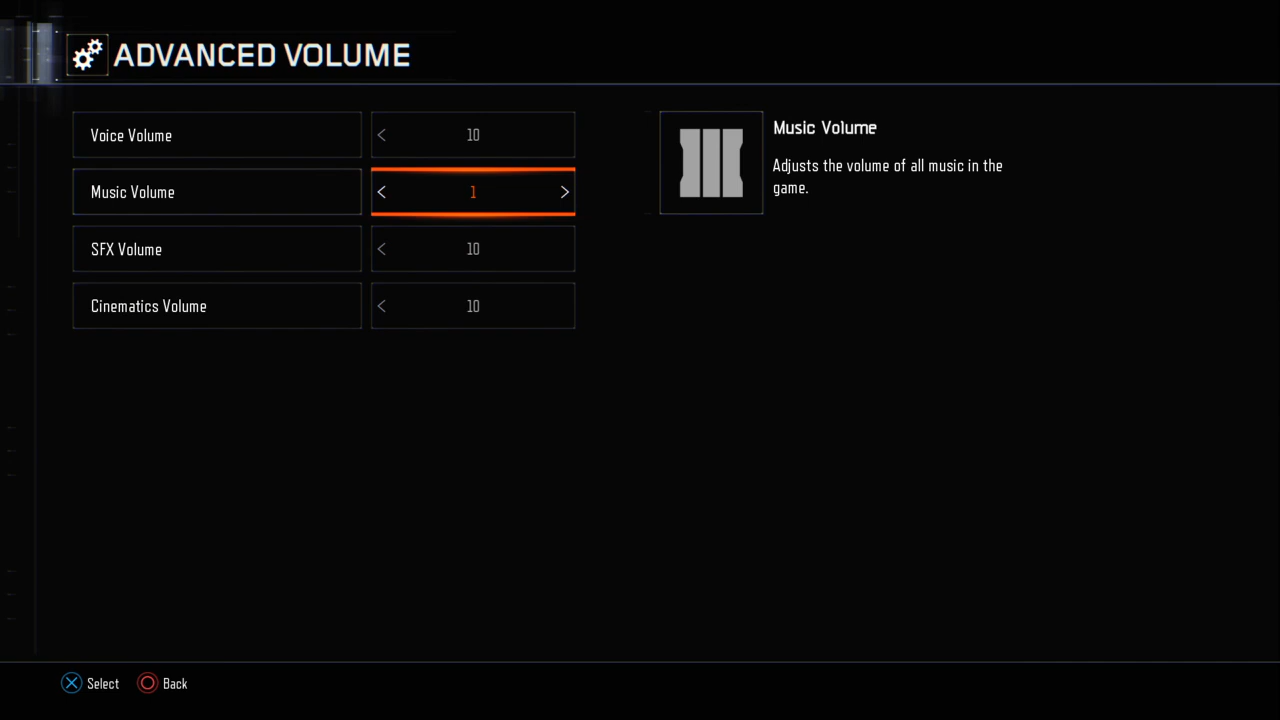 ADVANCED VOLUME
Voice Volume
< 10
Music Volume
< 1 >
SFX Volume
< 10
Cinematics Volume
< 10
Music Volume
Adjusts the volume of all music in the
game.
Select
Back